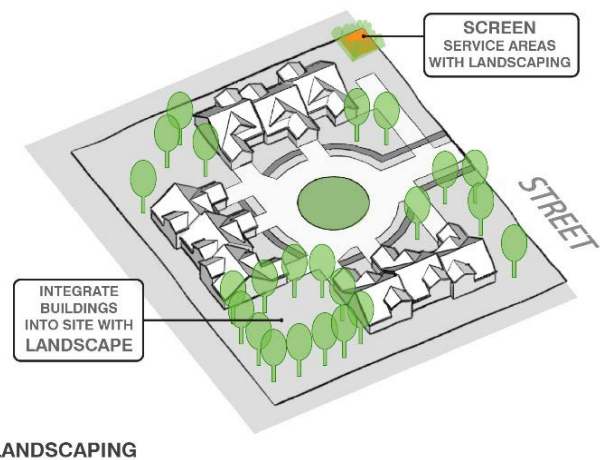 SCREEN
SERVICE AREAS
WITH LANDSCAPING
STREET
INTEGRATE
BUILDINGS
INTO SITE WITH
LANDSCAPE
LANDSCAPING